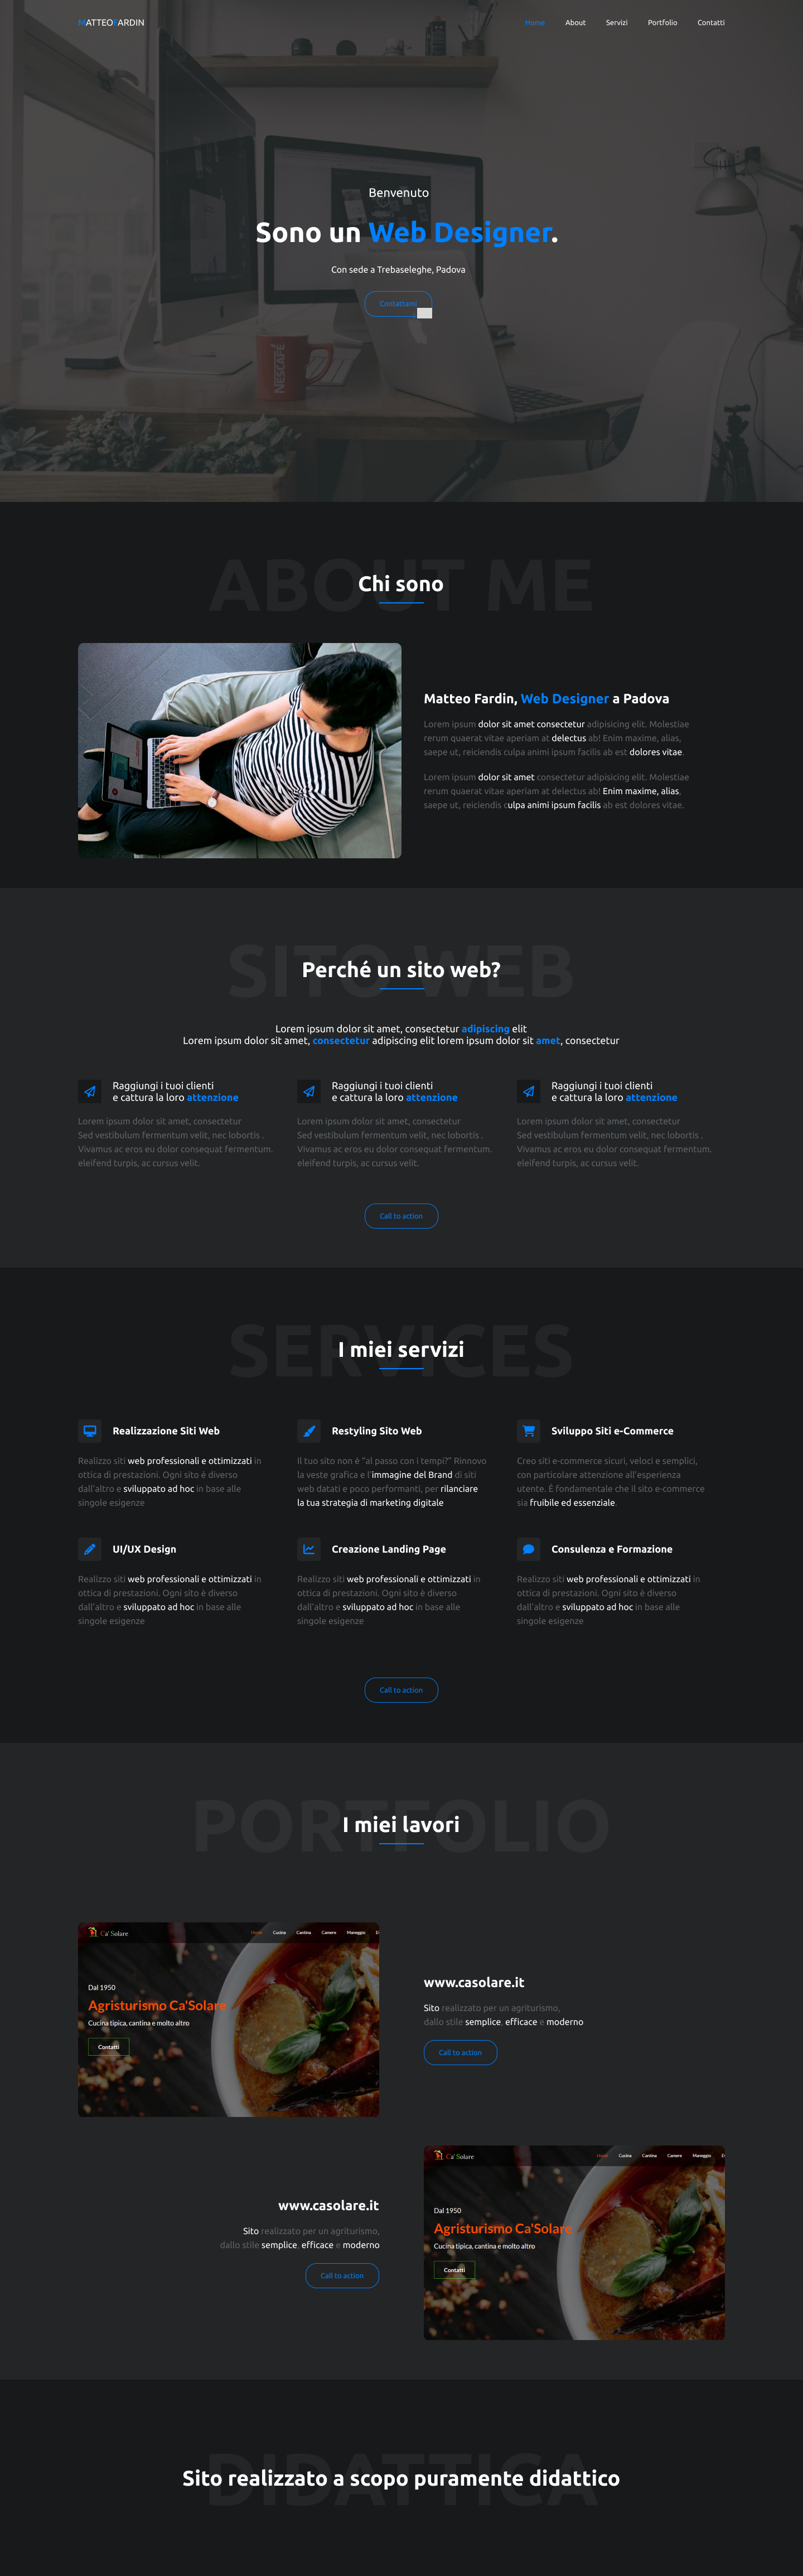 MATTEOFARDIN
Home About Servizi Portfolio Contatti
Benvenuto
Sono un Web Designer.
Con sede a Trebaseleghe, Padova
Contattami
NESCAFÉ
ABOUT ME
Chi sono
Matteo Fardin, Web Designer a Padova
Lorem ipsum dolor sit amet consectetur adipisicing elit. Molestiae
rerum quaerat vitae aperiam at delectus ab! Enim maxime, alias,
saepe ut, reiciendis culpa animi ipsum facilis ab est dolores vitae.
Lorem ipsum dolor sit amet consectetur adipisicing elit. Molestiae
rerum quaerat vitae aperiam at delectus ab! Enim maxime, alias,
saepe ut, reiciendis culpa animi ipsum facilis ab est dolores vitae.
SITO WEB
Perché un sito web?
Lorem ipsum dolor sit amet, consectetur adipiscing elit
Lorem ipsum dolor sit amet, consectetur adipiscing elit lorem ipsum dolor sit amet, consectetur
Raggiungi i tuoi clienti
e cattura la loro attenzione
Lorem ipsum dolor sit amet, consectetur
Sed vestibulum fermentum velit, nec lobortis .
Vivamus ac eros eu dolor consequat fermentum.
eleifend turpis, ac cursus velit.
Raggiungi i tuoi clienti
e cattura la loro attenzione
Lorem ipsum dolor sit amet, consectetur
Sed vestibulum fermentum velit, nec lobortis .
Vivamus ac eros eu dolor consequat fermentum.
eleifend turpis, ac cursus velit.
Raggiungi i tuoi clienti
e cattura la loro attenzione
Lorem ipsum dolor sit amet, consectetur
Sed vestibulum fermentum velit, nec lobortis .
Vivamus ac eros eu dolor consequat fermentum.
eleifend turpis, ac cursus velit.
Call to action
SERVICES
I miei servizi
Realizzazione Siti Web
Realizzo siti web professionali e ottimizzati in
ottica di prestazioni. Ogni sito è diverso
dall'altro e sviluppato ad hoc in base alle
singole esigenze
Restyling Sito Web
Il tuo sito non è “al passo con i tempi?” Rinnovo
la veste grafica e l'immagine del Brand di siti
web datati e poco performanti, per rilanciare
la tua strategia di marketing digitale
Sviluppo Siti e-Commerce
Creo siti e-commerce sicuri, veloci e semplici,
con particolare attenzione all'esperienza
utente. È fondamentale che il sito e-commerce
sia fruibile ed essenziale.
UI/UX Design
Realizzo siti web professionali e ottimizzati in
ottica di prestazioni. Ogni sito è diverso
dall'altro e sviluppato ad hoc in base alle
singole esigenze
Creazione Landing Page
Realizzo siti web professionali e ottimizzati in
ottica di prestazioni. Ogni sito è diverso
dall'altro e sviluppato ad hoc in base alle
singole esigenze
Consulenza e Formazione
Realizzo siti web professionali e ottimizzati in
ottica di prestazioni. Ogni sito è diverso
dall'altro e sviluppato ad hoc in base alle
singole esigenze
Call to action
PORTFOLIO
I miei lavori
Ca' Solare
Home Cucina Cantina Camere Maneggio
Dal 1950
Agristurismo Ca'Solare
Cucina tipica, cantina e molto altro
Contatti
www.casolare.it
Sito realizzato per un agriturismo,
dallo stile semplice, efficace e moderno
Call to action
www.casolare.it
Sito realizzato per un agriturismo,
dallo stile semplice, efficace e moderno
Call to action
Ca' Solare
Home Cucina Cantina Camere Maneggio
Dal 1950
Agristurismo Ca'Solare
Cucina tipica, cantina e molto altro
Contatti
DIDATTICA
Sito realizzato a scopo puramente didattico